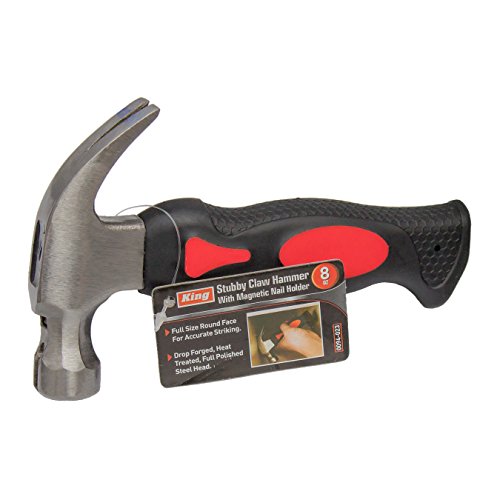 King
Stubby Claw Hammer
With Magnetic Nail Holder
8
OZ
Full Size Round Face
For Accurate Striking.
Drop Forged, Heat
Treated, Full Polished
Steel Head.
0094-023